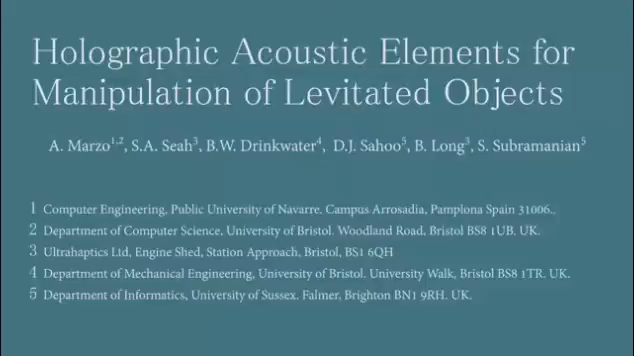 Holographic Acoustic Elements for
Manipulation of Levitated Objects
A. Marzo1,2, S.A. Seah3, B.W. Drinkwater4, D.J. Sahoo5, B. Long3, S. Subramanian5
1 Computer Engineering, Public University of Navarre. Campus Arrosadia, Pamplona Spain 31006..
2 Department of Computer Science, University of Bristol. Woodland Road, Bristol BS8 1UB. UK.
3 Ultrahaptics Ltd, Engine Shed, Station Approach, Bristol, BS1 6QH
4 Department of Mechanical Engineering, University of Bristol. University Walk, Bristol BS8 1TR. UK.
5 Department of Informatics, University of Sussex. Falmer, Brighton BN1 9RH. UK.